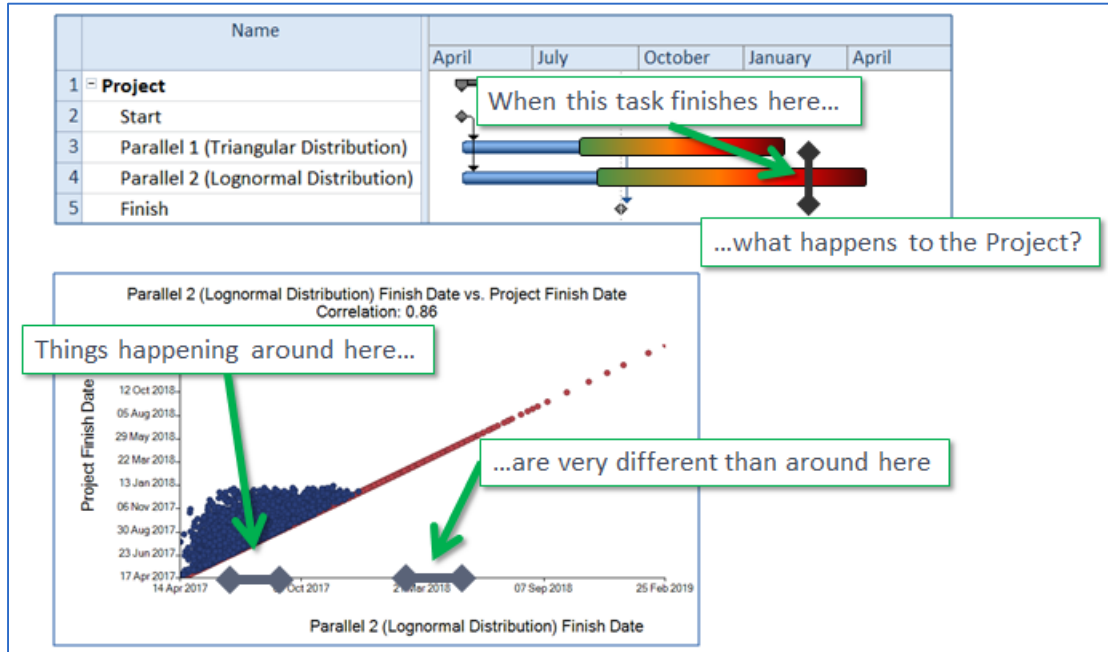 Name
April July October January April
1 Project
2 Start
3 Parallel 1 (Triangular Distribution)
4 Parallel 2 (Lognormal Distribution)
5 Finish
When this task finishes here...
...what happens to the Project?
Parallel 2 (Lognormal Distribution) Finish Date vs. Project Finish Date
Correlation: 0.86
Things happening around here...
...are very different than around here
Project Finish Date
12 Oct 2018
05 Aug 2018
29 May 2018
22 Mar 2018
13 Jan 2018
06 Nov 2017
30 Aug 2017
23 Jun 2017
17 Apr 2017
14 Apr 2017 Oct 2017 Mar 2018 07 Sep 2018 25 Feb 2019
Parallel 2 (Lognormal Distribution) Finish Date